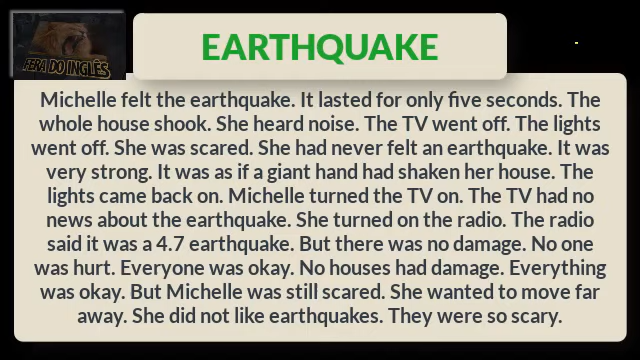 FERA DO INGLÊS
EARTHQUAKE
Michelle felt the earthquake. It lasted for only five seconds. The
whole house shook. She heard noise. The TV went off. The lights
went off. She was scared. She had never felt an earthquake. It was
very strong. It was as if a giant hand had shaken her house. The
lights came back on. Michelle turned the TV on. The TV had no
news about the earthquake. She turned on the radio. The radio
said it was a 4.7 earthquake. But there was no damage. No one
was hurt. Everyone was okay. No houses had damage. Everything
was okay. But Michelle was still scared. She wanted to move far
away. She did not like earthquakes. They were so scary.